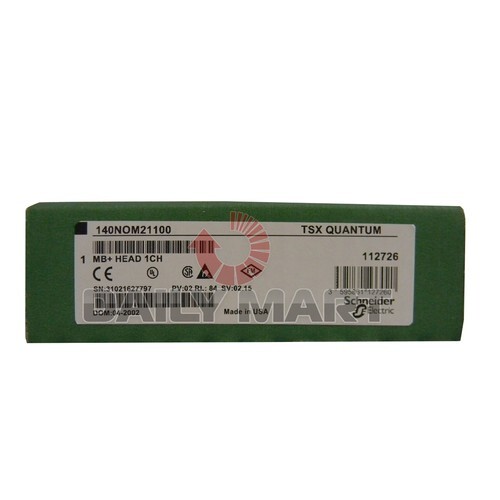 140NOM21100 TSX QUANTUM
1 MB+ HEAD 1CH 112726
CE
SN:31021627797 PV:02 RL: 84 SV:02.15
DOM:04-2002 Made in USA
Schneider
Electric
DAILY MART